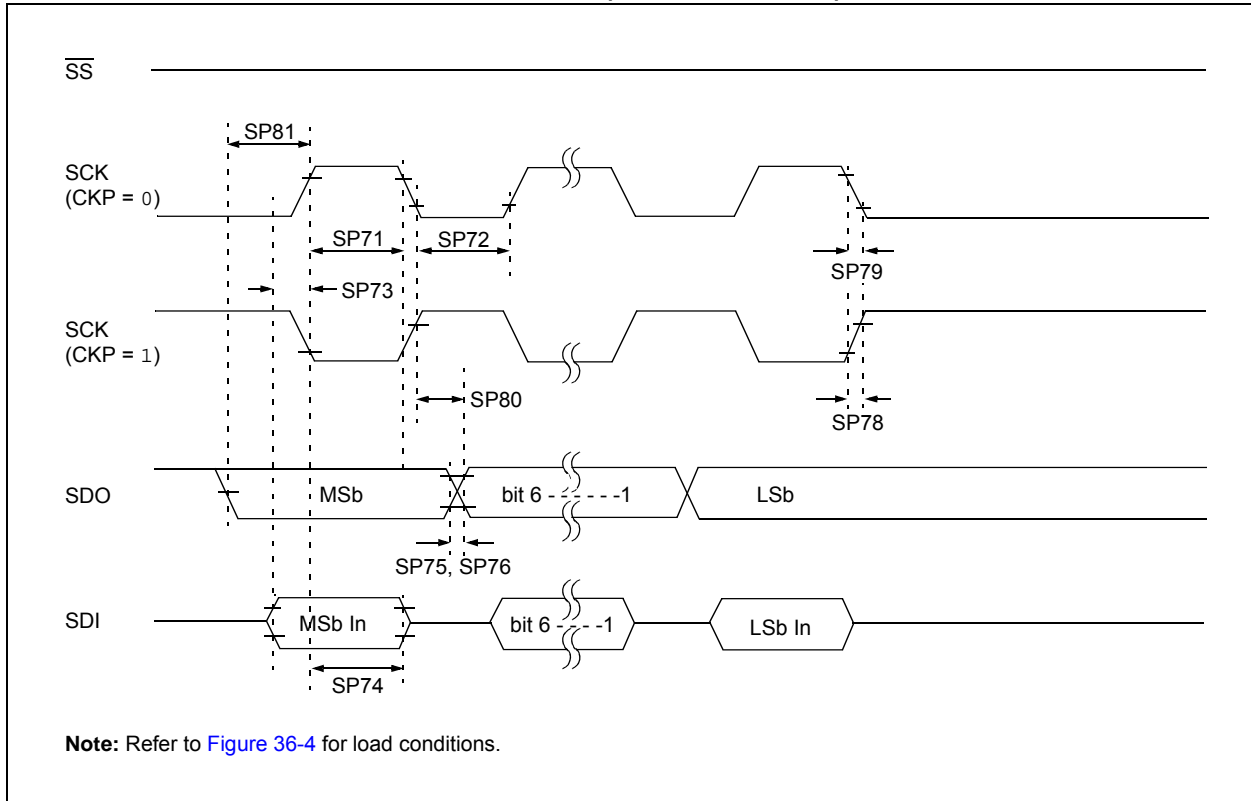 SS
SP81
SCK
(CKP = 0)
SP71
SP72
SP79
SP73
SCK
(CKP = 1)
SP80
SP78
SDO
MSb
bit 6 - - - - - -1
LSb
SP75, SP76
SDI
MSb In
bit 6 - - - -1
LSb In
SP74
Note: Refer to Figure 36-4 for load conditions.